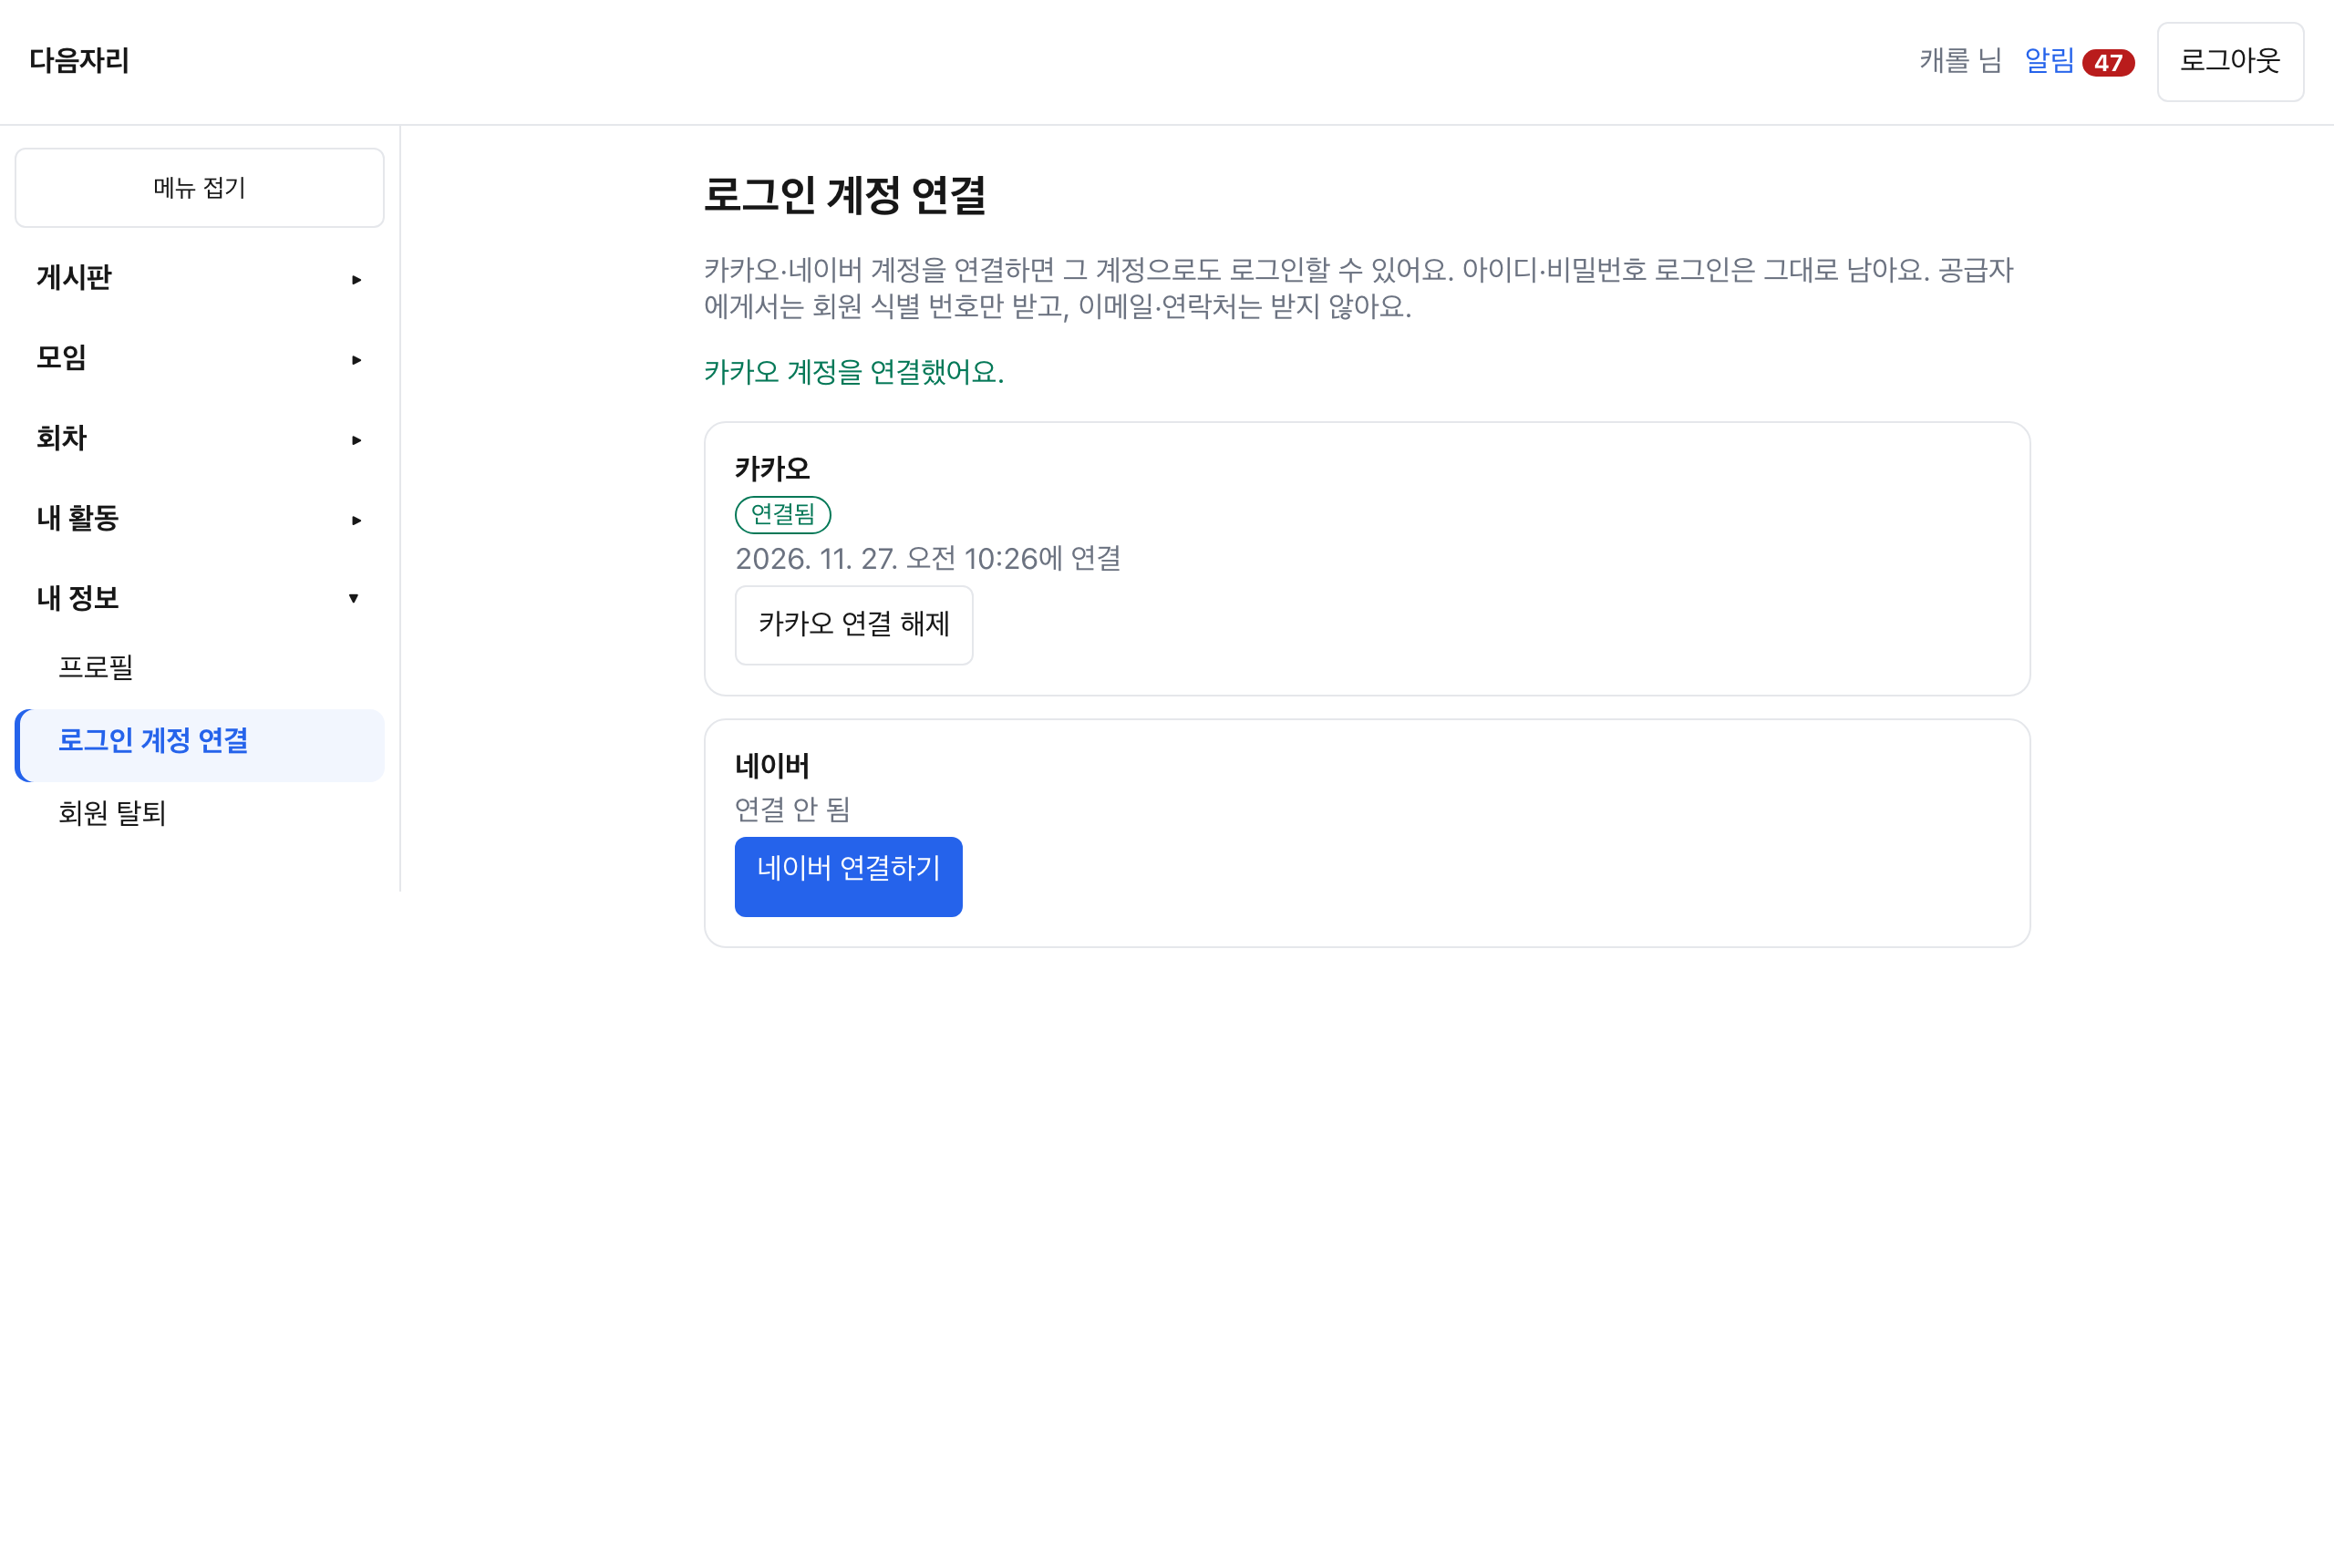 다음자리
캐롤 님 알림 47 로그아웃
메뉴 접기
게시판
모임
회차
내 활동
내 정보
프로필
로그인 계정 연결
회원 탈퇴
로그인 계정 연결
카카오·네이버 계정을 연결하면 그 계정으로도 로그인할 수 있어요. 아이디·비밀번호 로그인은 그대로 남아요. 공급자
에게서는 회원 식별 번호만 받고, 이메일·연락처는 받지 않아요.
카카오 계정을 연결했어요.
카카오
연결됨
2026. 11. 27. 오전 10:26에 연결
카카오 연결 해제
네이버
연결 안 됨
네이버 연결하기